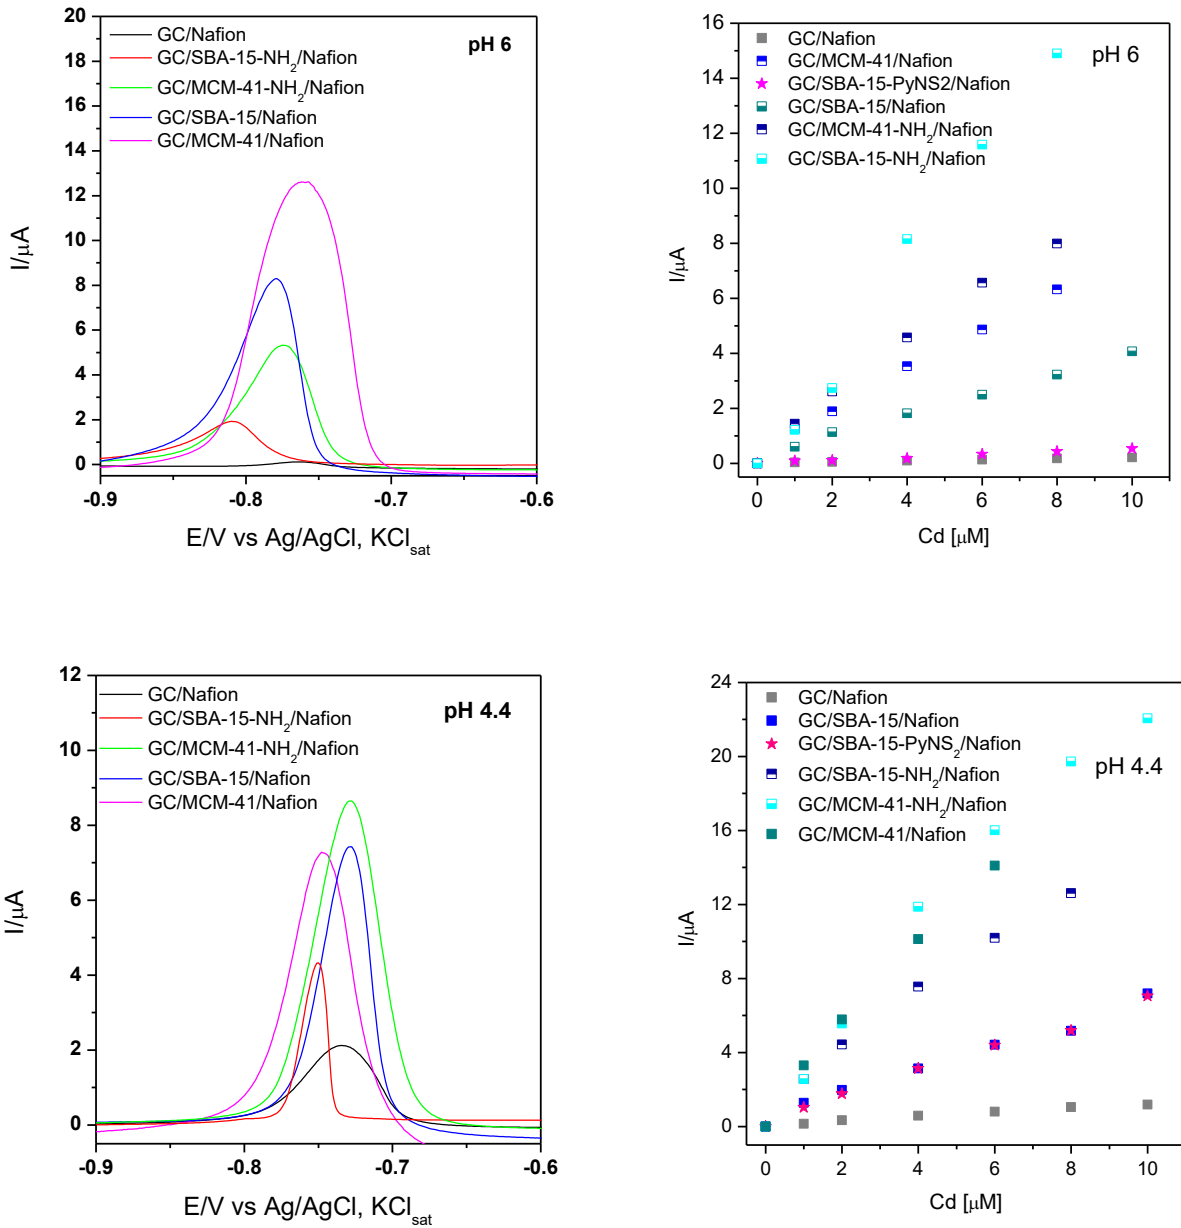 20
18
16
14
12
10
8
6
4
2
0
I/μA
GC/Nafion
GC/SBA-15-NH2/Nafion
GC/MCM-41-NH2/Nafion
GC/SBA-15/Nafion
GC/MCM-41/Nafion
pH 6
-0.9 -0.8 -0.7 -0.6
E/V vs Ag/AgCl, KClsat
16
14
12
10
8
6
4
2
0
I/μA
GC/Nafion
GC/MCM-41/Nafion
GC/SBA-15-PyNS2/Nafion
GC/SBA-15/Nafion
GC/MCM-41-NH2/Nafion
GC/SBA-15-NH2/Nafion
pH 6
0 2 4 6 8 10
Cd [μM]
12
10
8
6
4
2
0
I/μA
GC/Nafion
GC/SBA-15-NH2/Nafion
GC/MCM-41-NH2/Nafion
GC/SBA-15/Nafion
GC/MCM-41/Nafion
pH 4.4
-0.9 -0.8 -0.7 -0.6
E/V vs Ag/AgCl, KClsat
24
20
16
12
8
4
0
I/μA
GC/Nafion
GC/SBA-15/Nafion
GC/SBA-15-PyNS2/Nafion
GC/SBA-15-NH2/Nafion
GC/MCM-41-NH2/Nafion
GC/MCM-41/Nafion
pH 4.4
0 2 4 6 8 10
Cd [μM]